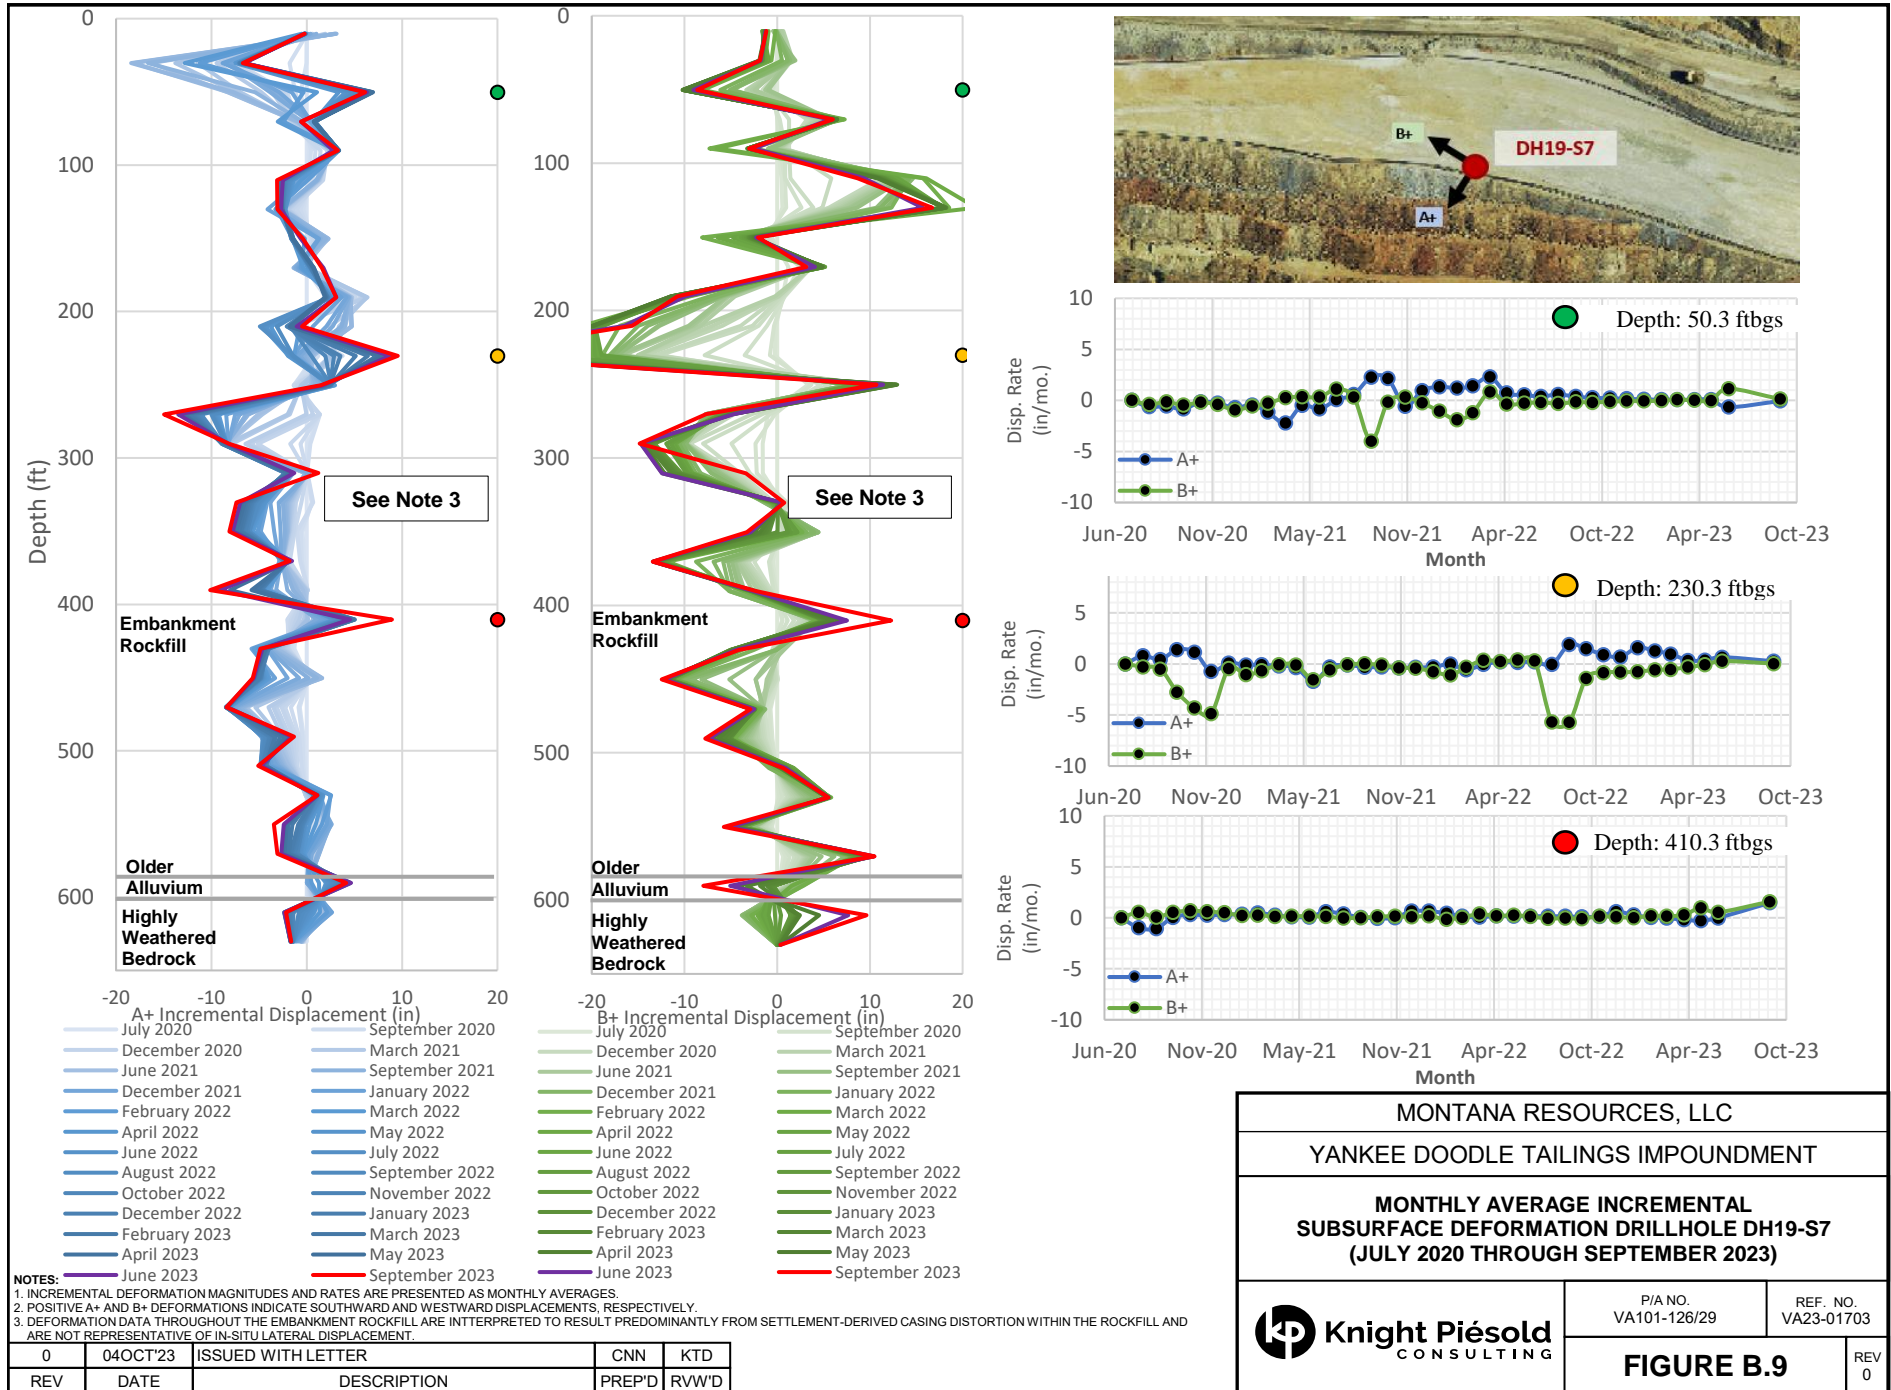 0
100
200
300
400
500
600
Depth (ft)
See Note 3
Embankment
Rockfill
Older
Alluvium
Highly
Weathered
Bedrock
-20 -10 0 10 20
A+ Incremental Displacement (in)
0
100
200
300
400
500
600
See Note 3
Embankment
Rockfill
Older
Alluvium
Highly
Weathered
Bedrock
-20 -10 0 10 20
B+ Incremental Displacement (in)
July 2020 September 2020
December 2020 March 2021
June 2021 September 2021
December 2021 January 2022
February 2022 March 2022
April 2022 May 2022
June 2022 July 2022
August 2022 September 2022
October 2022 November 2022
December 2022 January 2023
February 2023 March 2023
April 2023 May 2023
June 2023 September 2023
July 2020 September 2020
December 2020 March 2021
June 2021 September 2021
December 2021 January 2022
February 2022 March 2022
April 2022 May 2022
June 2022 July 2022
August 2022 September 2022
October 2022 November 2022
December 2022 January 2023
February 2023 March 2023
April 2023 May 2023
June 2023 September 2023
B+
DH19-S7
A+
10
5
0
-5
-10
Disp. Rate
(in/mo.)
Depth: 50.3 ftbgs
A+
B+
Jun-20 Nov-20 May-21 Nov-21 Apr-22 Oct-22 Apr-23 Oct-23
Month
5
0
-5
-10
Disp. Rate
(in/mo.)
Depth: 230.3 ftbgs
A+
B+
Jun-20 Nov-20 May-21 Nov-21 Apr-22 Oct-22 Apr-23 Oct-23
10
5
0
-5
-10
Disp. Rate
(in/mo.)
Depth: 410.3 ftbgs
A+
B+
Jun-20 Nov-20 May-21 Nov-21 Apr-22 Oct-22 Apr-23 Oct-23
Month
NOTES:
1. INCREMENTAL DEFORMATION MAGNITUDES AND RATES ARE PRESENTED AS MONTHLY AVERAGES.
2. POSITIVE A+ AND B+ DEFORMATIONS INDICATE SOUTHWARD AND WESTWARD DISPLACEMENTS, RESPECTIVELY.
3. DEFORMATION DATA THROUGHOUT THE EMBANKMENT ROCKFILL ARE INTTERPRETED TO RESULT PREDOMINANTLY FROM SETTLEMENT-DERIVED CASING DISTORTION WITHIN THE ROCKFILL AND
ARE NOT REPRESENTATIVE OF IN-SITU LATERAL DISPLACEMENT.
0 04OCT'23 ISSUED WITH LETTER CNN KTD
REV DATE DESCRIPTION PREP'D RVW'D
MONTANA RESOURCES, LLC
YANKEE DOODLE TAILINGS IMPOUNDMENT
MONTHLY AVERAGE INCREMENTAL
SUBSURFACE DEFORMATION DRILLHOLE DH19-S7
(JULY 2020 THROUGH SEPTEMBER 2023)
kp Knight Piésold
CONSULTING
P/A NO.
VA101-126/29
REF. NO.
VA23-01703
FIGURE B.9
REV
0